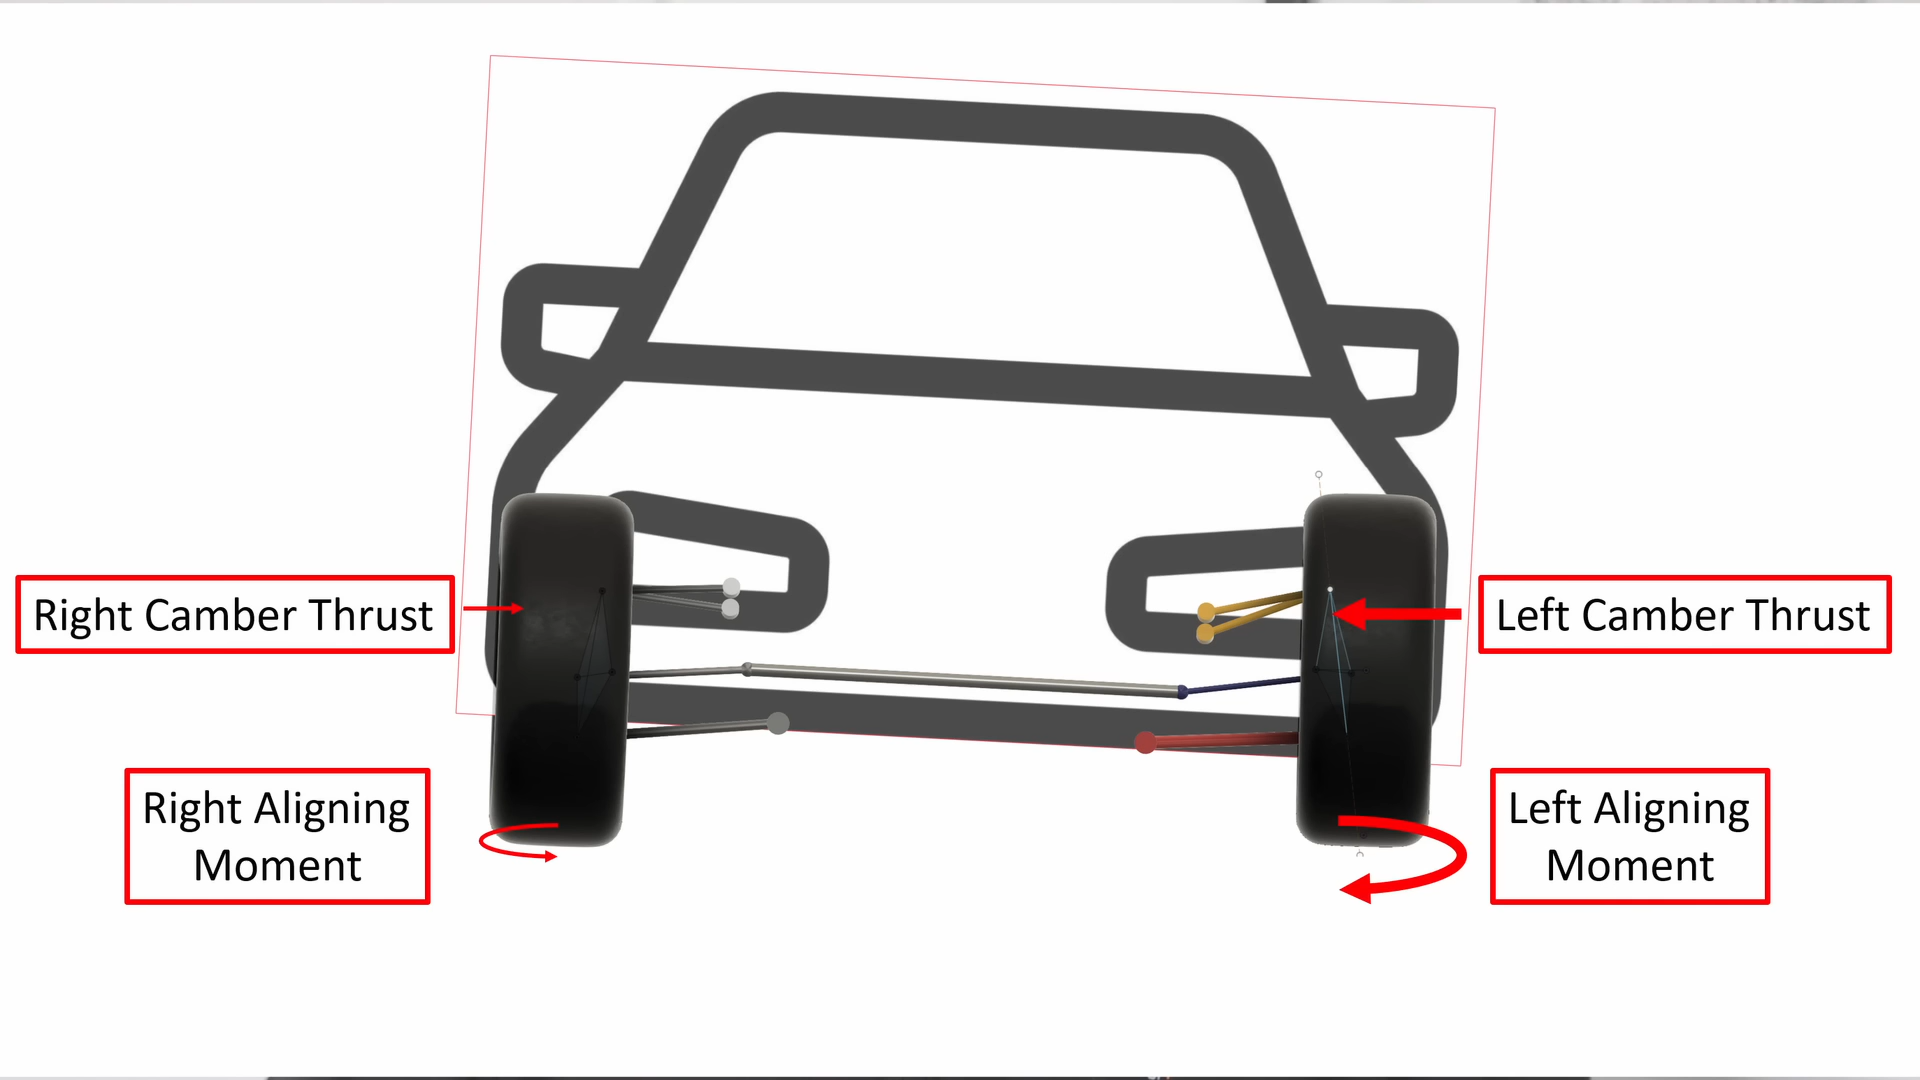 Right Camber Thrust
Left Camber Thrust
Right Aligning
Moment
Left Aligning
Moment